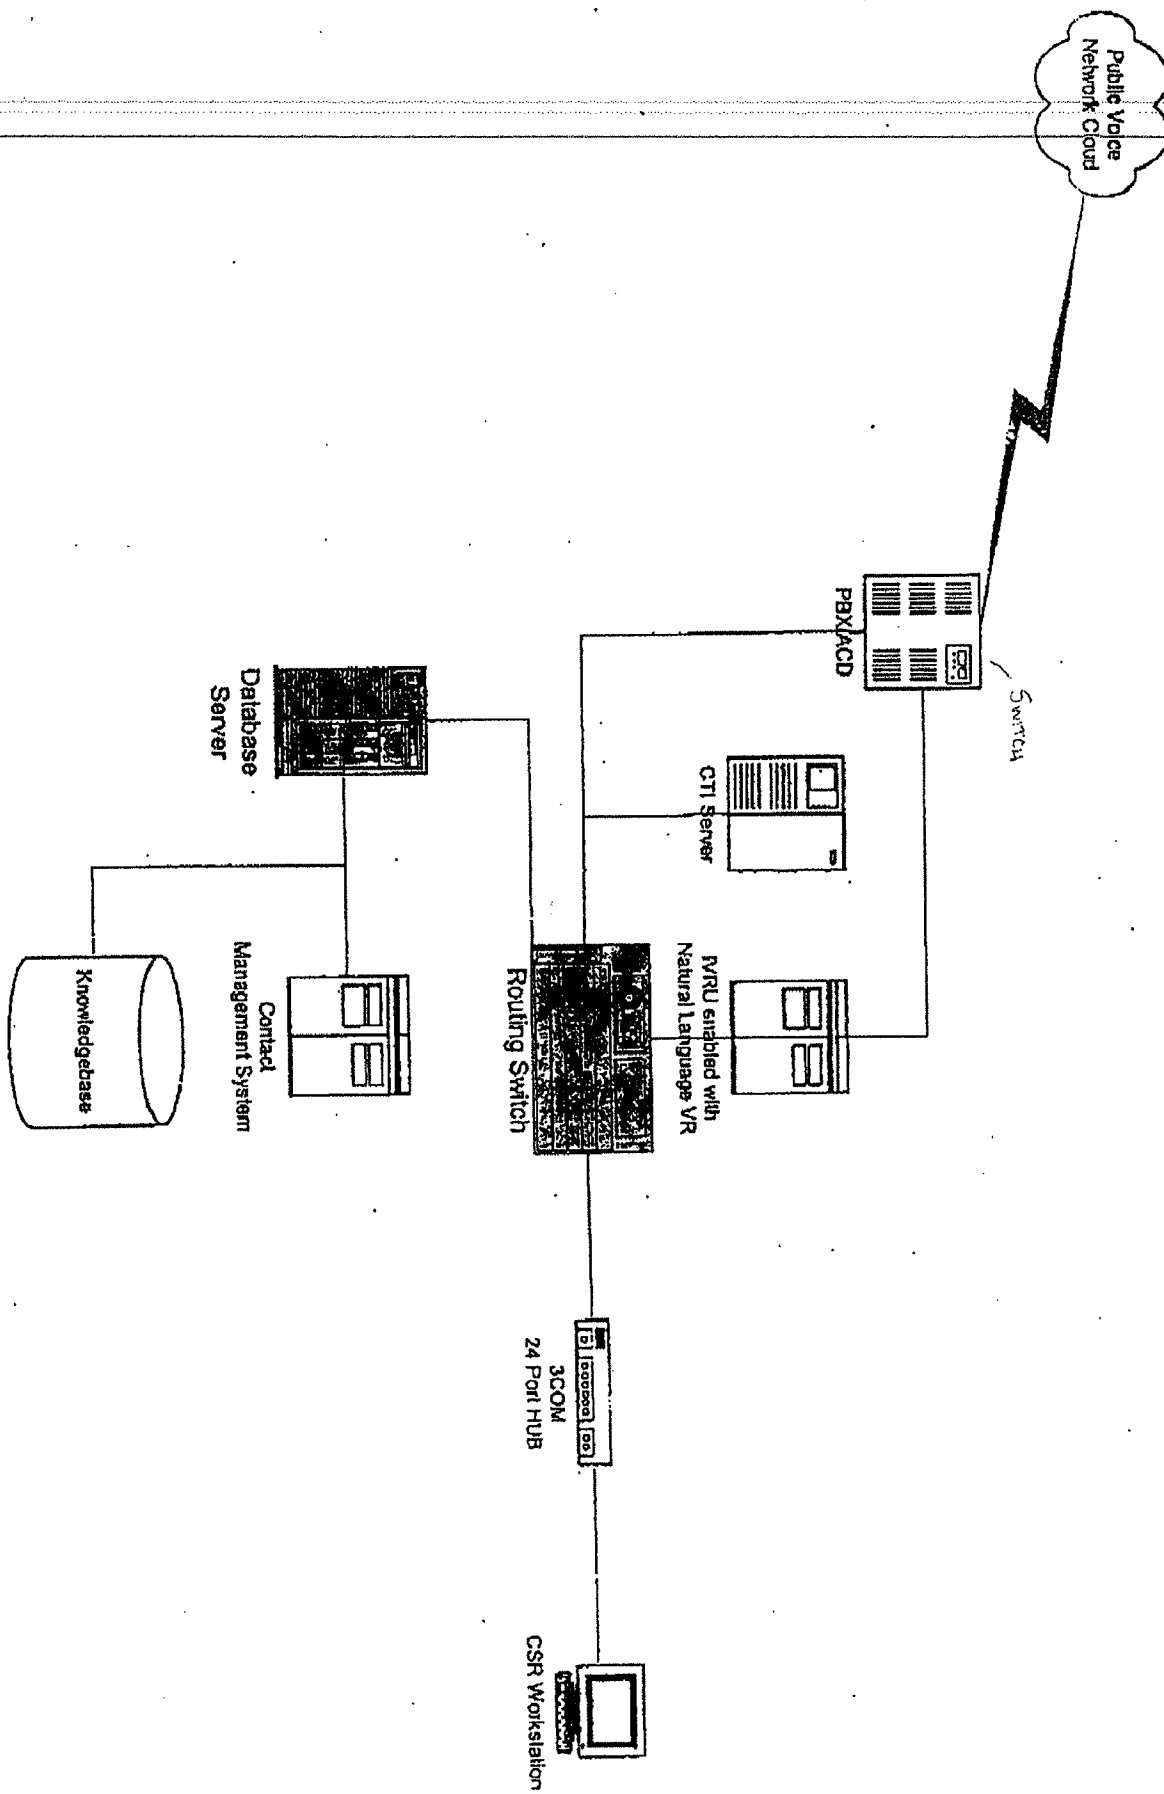 Public Voice
Network Cloud
SWITCH
PBX/ACD
CTI Server
IVRU enabled with
Natural Language VR
Routing Switch
3COM
24 Port HUB
CSR Workstation
Database
Server
Contact
Management System
Knowledgebase